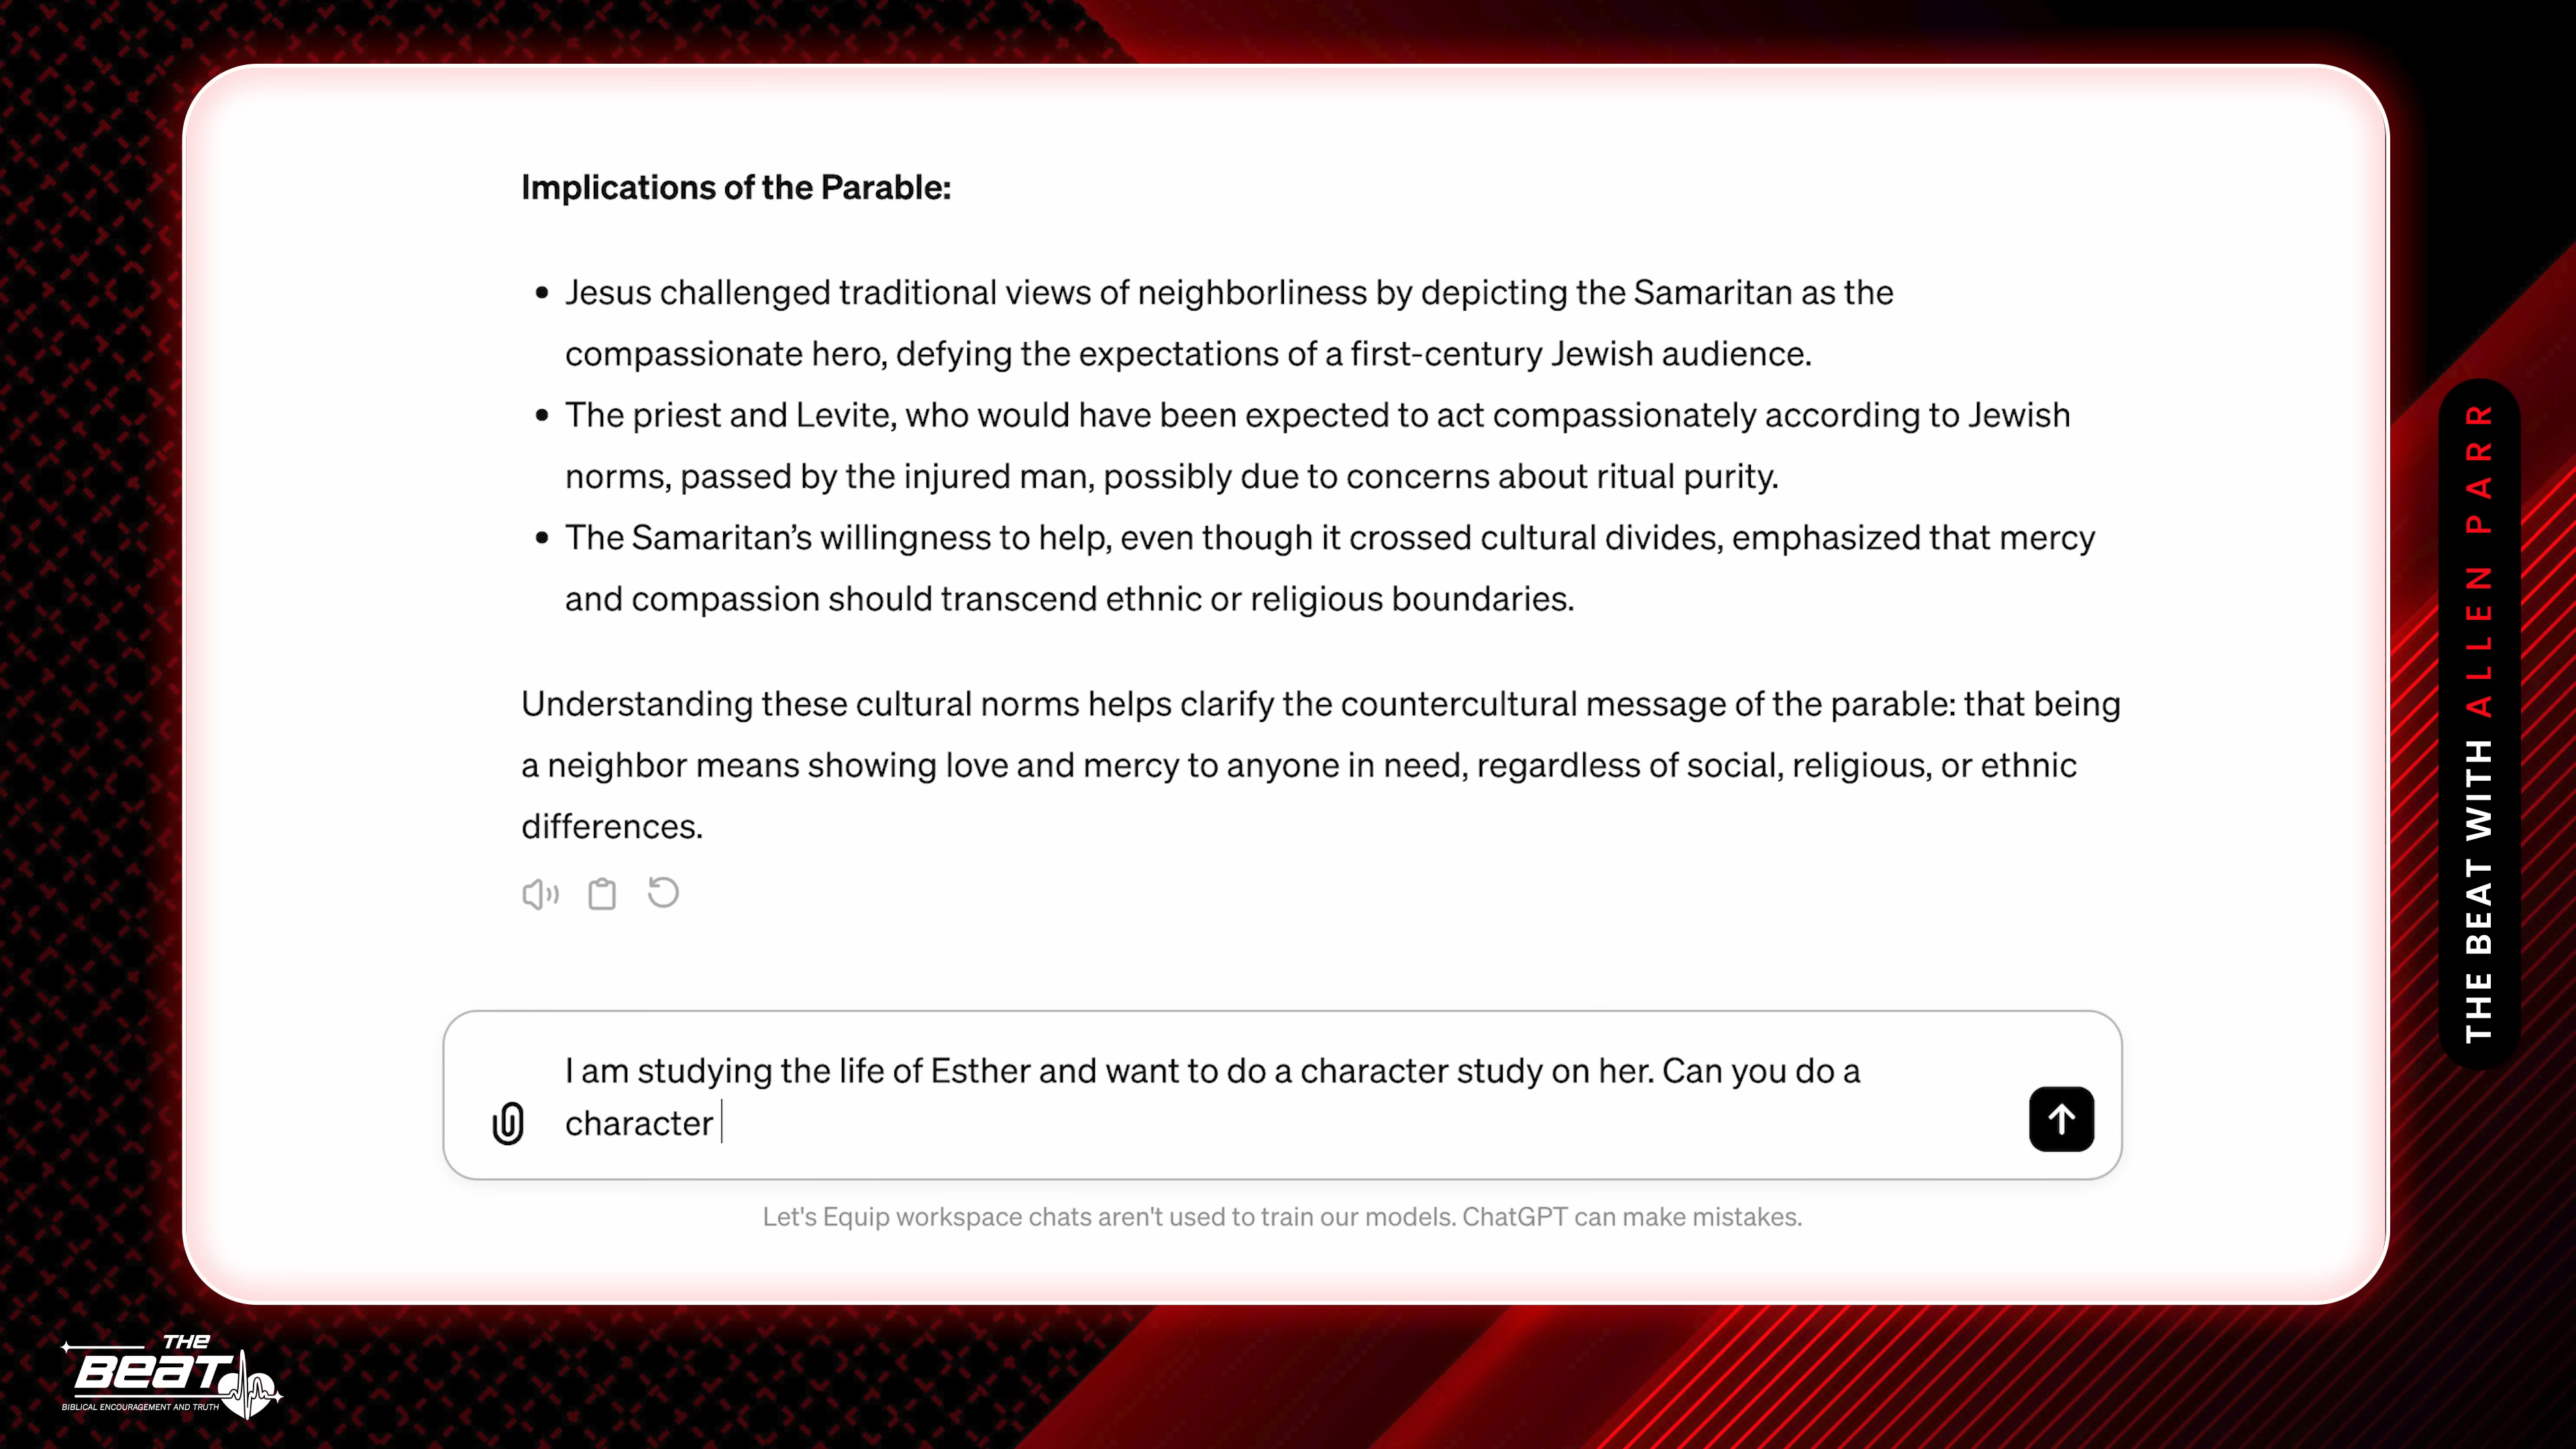 Implications of the Parable:
• Jesus challenged traditional views of neighborliness by depicting the Samaritan as the
compassionate hero, defying the expectations of a first-century Jewish audience.
• The priest and Levite, who would have been expected to act compassionately according to Jewish
norms, passed by the injured man, possibly due to concerns about ritual purity.
• The Samaritan’s willingness to help, even though it crossed cultural divides, emphasized that mercy
and compassion should transcend ethnic or religious boundaries.
Understanding these cultural norms helps clarify the countercultural message of the parable: that being
a neighbor means showing love and mercy to anyone in need, regardless of social, religious, or ethnic
differences.
I am studying the life of Esther and want to do a character study on her. Can you do a
character
Let's Equip workspace chats aren't used to train our models. ChatGPT can make mistakes.
THE BEAT WITH ALLEN PARR
THE
BEAT
BIBLICAL ENCOURAGEMENT AND TRUTH